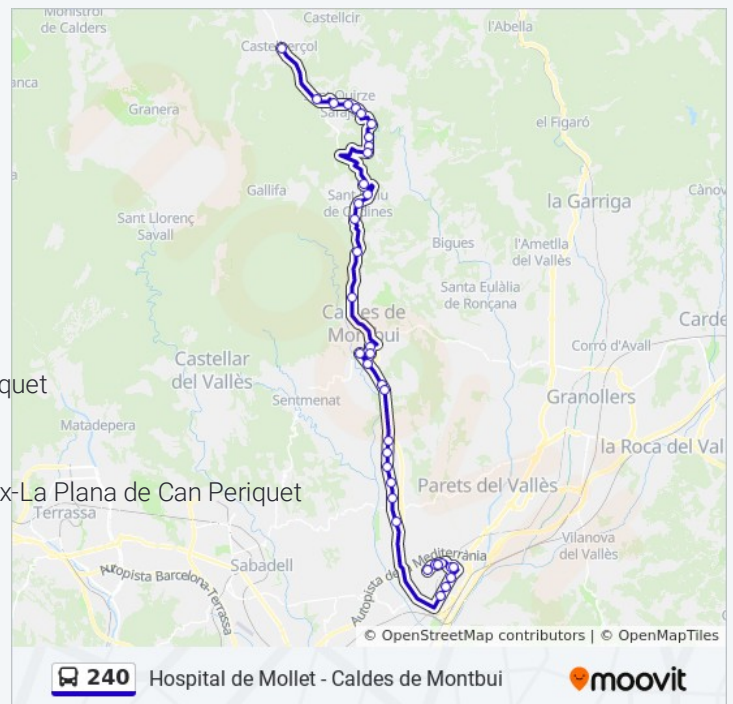 Monistrol
de Calders
Castellcir
l'Abella
Castellterçol
anca
Granera
Quirze
Safaja
el Figaró
Gallifa
Sant Feliu
de Codines
la Garriga
Cànov
Sant Llorenç
Savall
Bigues
l'Ametlla
del Vallès
Santa Eulàlia
de Ronçana
Caldes de
Montbui
Carde
Corró d'Avall
Castellar
del Vallès
quet
Sentmenat
Granollers
Matadepera
la Roca del Val
x-La Plana de Can Periquet
Parets del Vallès
Terrassa
Vilanova
del Vallès
Sabadell
Autopista de la Mediterrània
Autopista Barcelona-Terrassa
© OpenStreetMap contributors | © OpenMapTiles
240 Hospital de Mollet - Caldes de Montbui
moovit